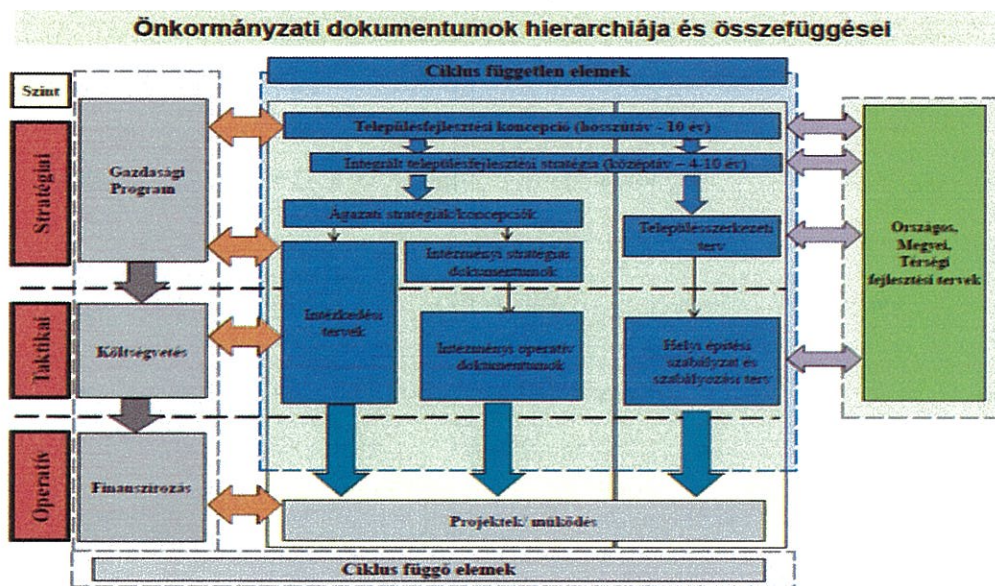 Önkormányzati dokumentumok hierarchiája és összefüggései
Ciklus független elemek
Szint
Stratégiai
Taktikai
Operatív
Gazdasági
Program
Költségvetés
Finanszírozás
Településfejlesztési koncepció (hosszútáv - 10 év)
Integrált településfejlesztési stratégia (középtáv – 4-10 év)
Ágazati stratégiák/koncepciók
Intézkedési
tervek
Intézményi stratégiai
dokumentumok
Intézményi operatív
dokumentumok
Településszerkezeti
terv
Helyi építési
szabályzat és
szabályozási terv
Projektek/ működés
Országos,
Megyei,
Térségi
fejlesztési tervek
Ciklus függő elemek